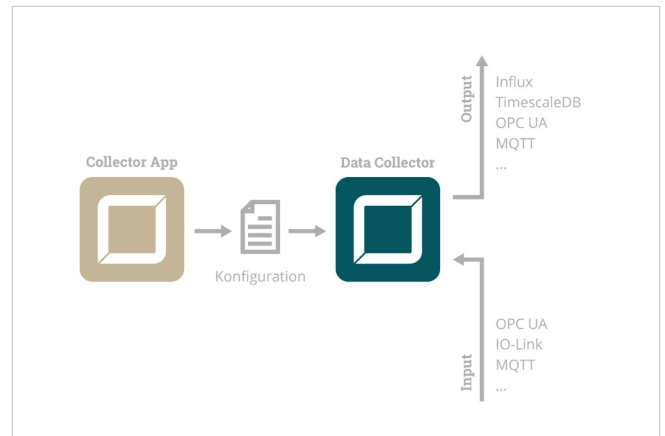 Output
Influx
TimescaleDB
OPC UA
MQTT
...
Collector App
Data Collector
Konfiguration
Input
OPC UA
IO-Link
MQTT
...